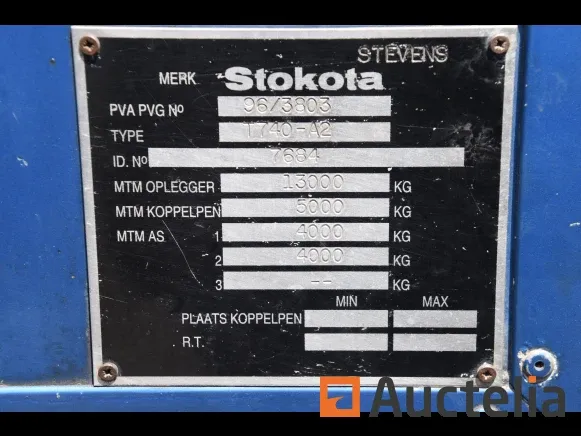 STEVENS
MERK Stokota
PVA PVG Nº 96/3803
TYPE T740-A2
ID. Nº 7684
MTM OPLEGGER 13000 KG
MTM KOPPELPEN 5000 KG
MTM AS 1 4000 KG
2 4000 KG
3 -- KG
MIN MAX
PLAATS KOPPELPEN
R.T.
Auctelia